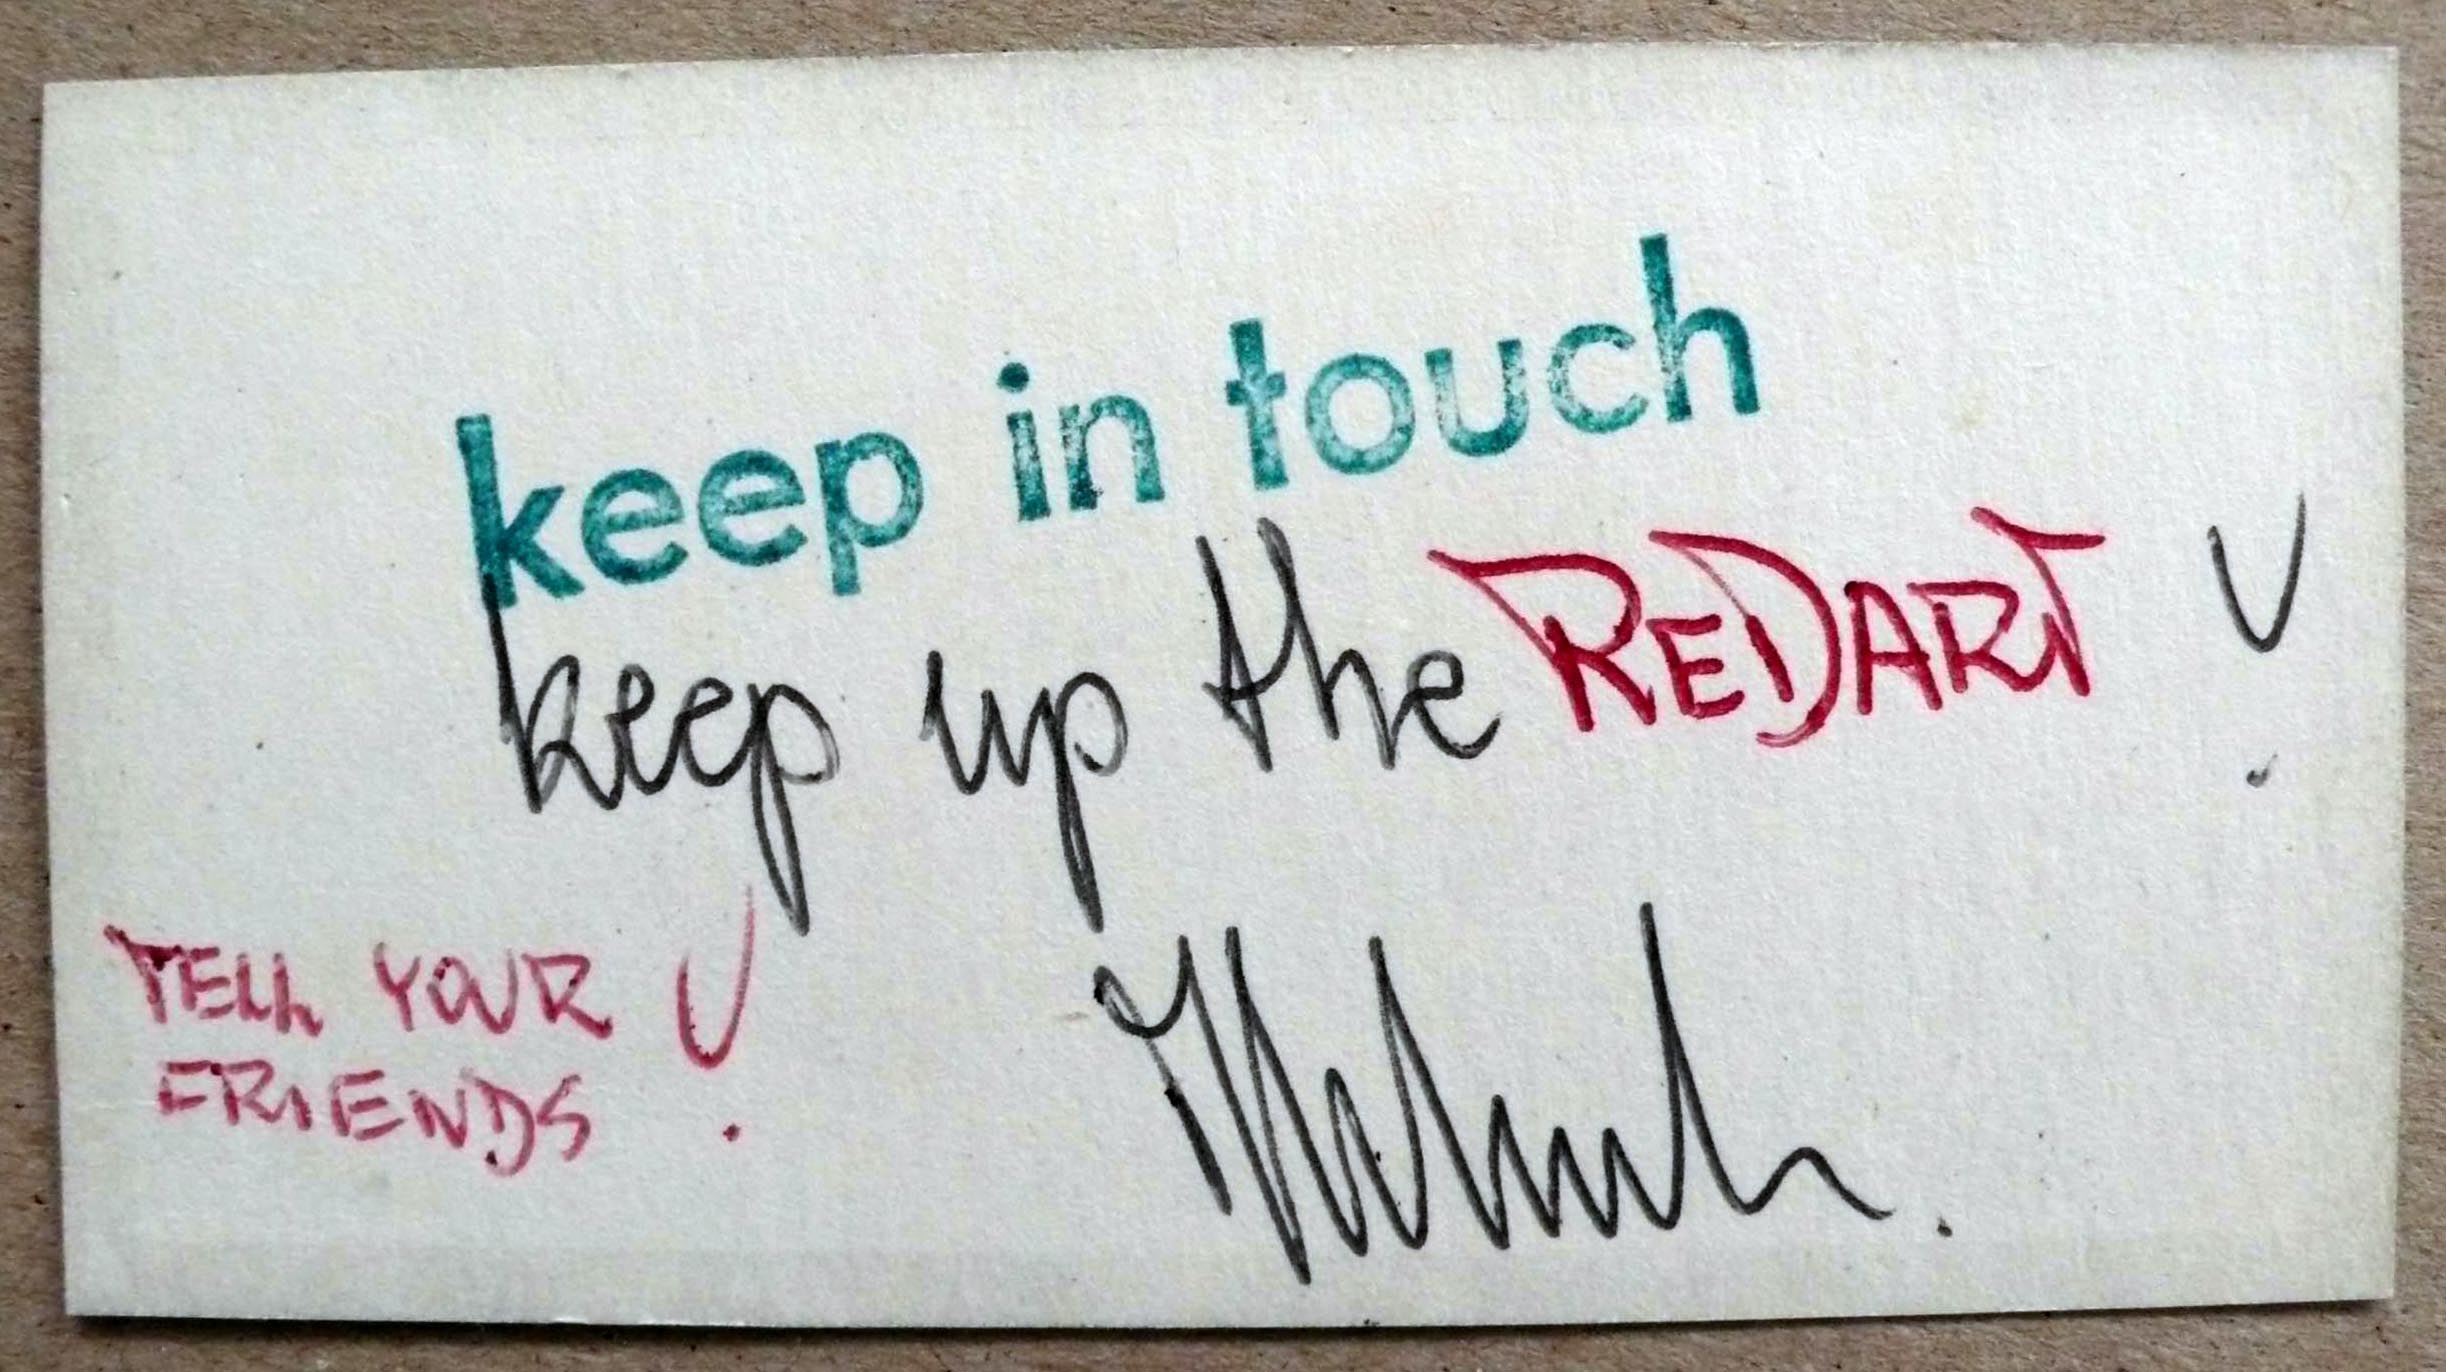 keep in touch
keep up the REDART !
TELL YOUR
FRIENDS !